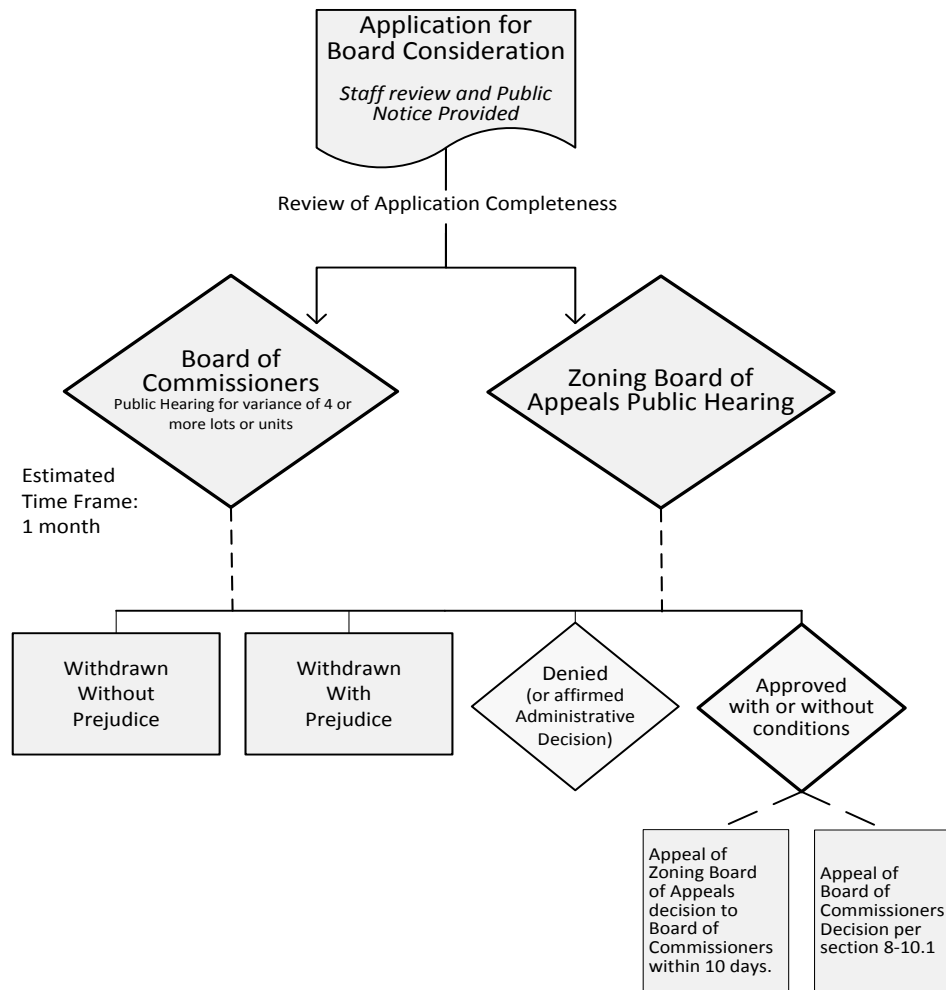 Application for
Board Consideration
Staff review and Public
Notice Provided
Review of Application Completeness
Board of
Commissioners
Public Hearing for variance of 4 or
more lots or units
Zoning Board of
Appeals Public Hearing
Estimated
Time Frame:
1 month
Withdrawn
Without
Prejudice
Withdrawn
With
Prejudice
Denied
(or affirmed
Administrative
Decision)
Approved
with or without
conditions
Appeal of
Zoning Board
of Appeals
decision to
Board of
Commissioners
within 10 days.
Appeal of
Board of
Commissioners
Decision per
section 8-10.1